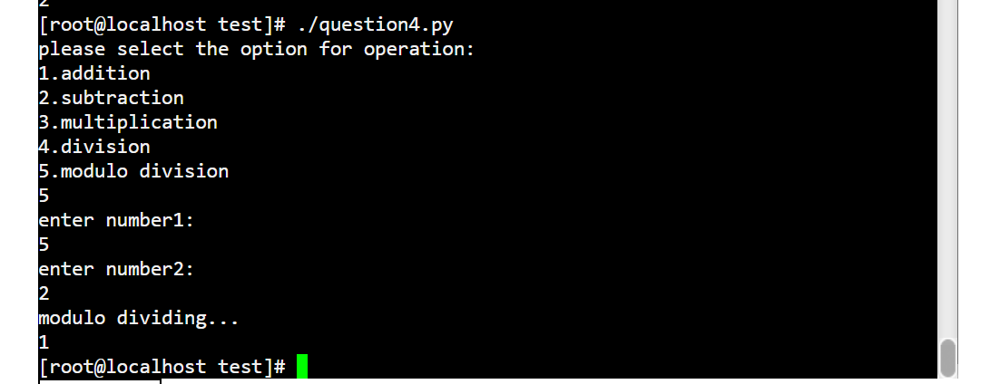 2
[root@localhost test]# ./question4.py
please select the option for operation:
1.addition
2.subtraction
3.multiplication
4.division
5.modulo division
5
enter number1:
5
enter number2:
2
modulo dividing...
1
[root@localhost test]#